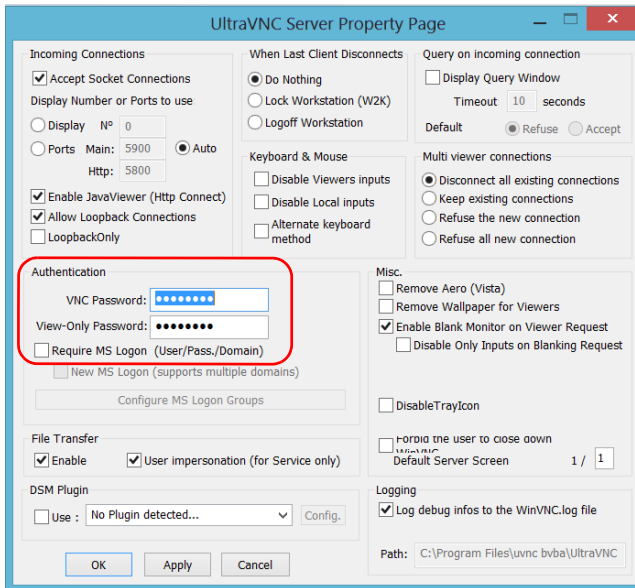 UltraVNC Server Property Page
Incoming Connections
Accept Socket Connections
Display Number or Ports to use
Display N° 0
Ports Main: 5900 Auto
Http: 5800
Enable JavaViewer (Http Connect)
Allow Loopback Connections
LoopbackOnly
When Last Client Disconnects
Do Nothing
Lock Workstation (W2K)
Logoff Workstation
Keyboard & Mouse
Disable Viewers inputs
Disable Local inputs
Alternate keyboard
method
Query on incoming connection
Display Query Window
Timeout 10 seconds
Default Refuse Accept
Multi viewer connections
Disconnect all existing connections
Keep existing connections
Refuse the new connection
Refuse all new connection
Authentication
VNC Password: ●●●●●●●●
View-Only Password: ●●●●●●●●
Require MS Logon (User/Pass./Domain)
New MS Logon (supports multiple domains)
Configure MS Logon Groups
Misc.
Remove Aero (Vista)
Remove Wallpaper for Viewers
Enable Blank Monitor on Viewer Request
Disable Only Inputs on Blanking Request
DisableTrayIcon
Forbid the user to close down
WinVNC
Default Server Screen 1 / 1
File Transfer
Enable User impersonation (for Service only)
DSM Plugin
Use : No Plugin detected... Config.
Logging
Log debug infos to the WinVNC.log file
Path: C:\Program Files\uvnc bvba\UltraVNC
OK Apply Cancel